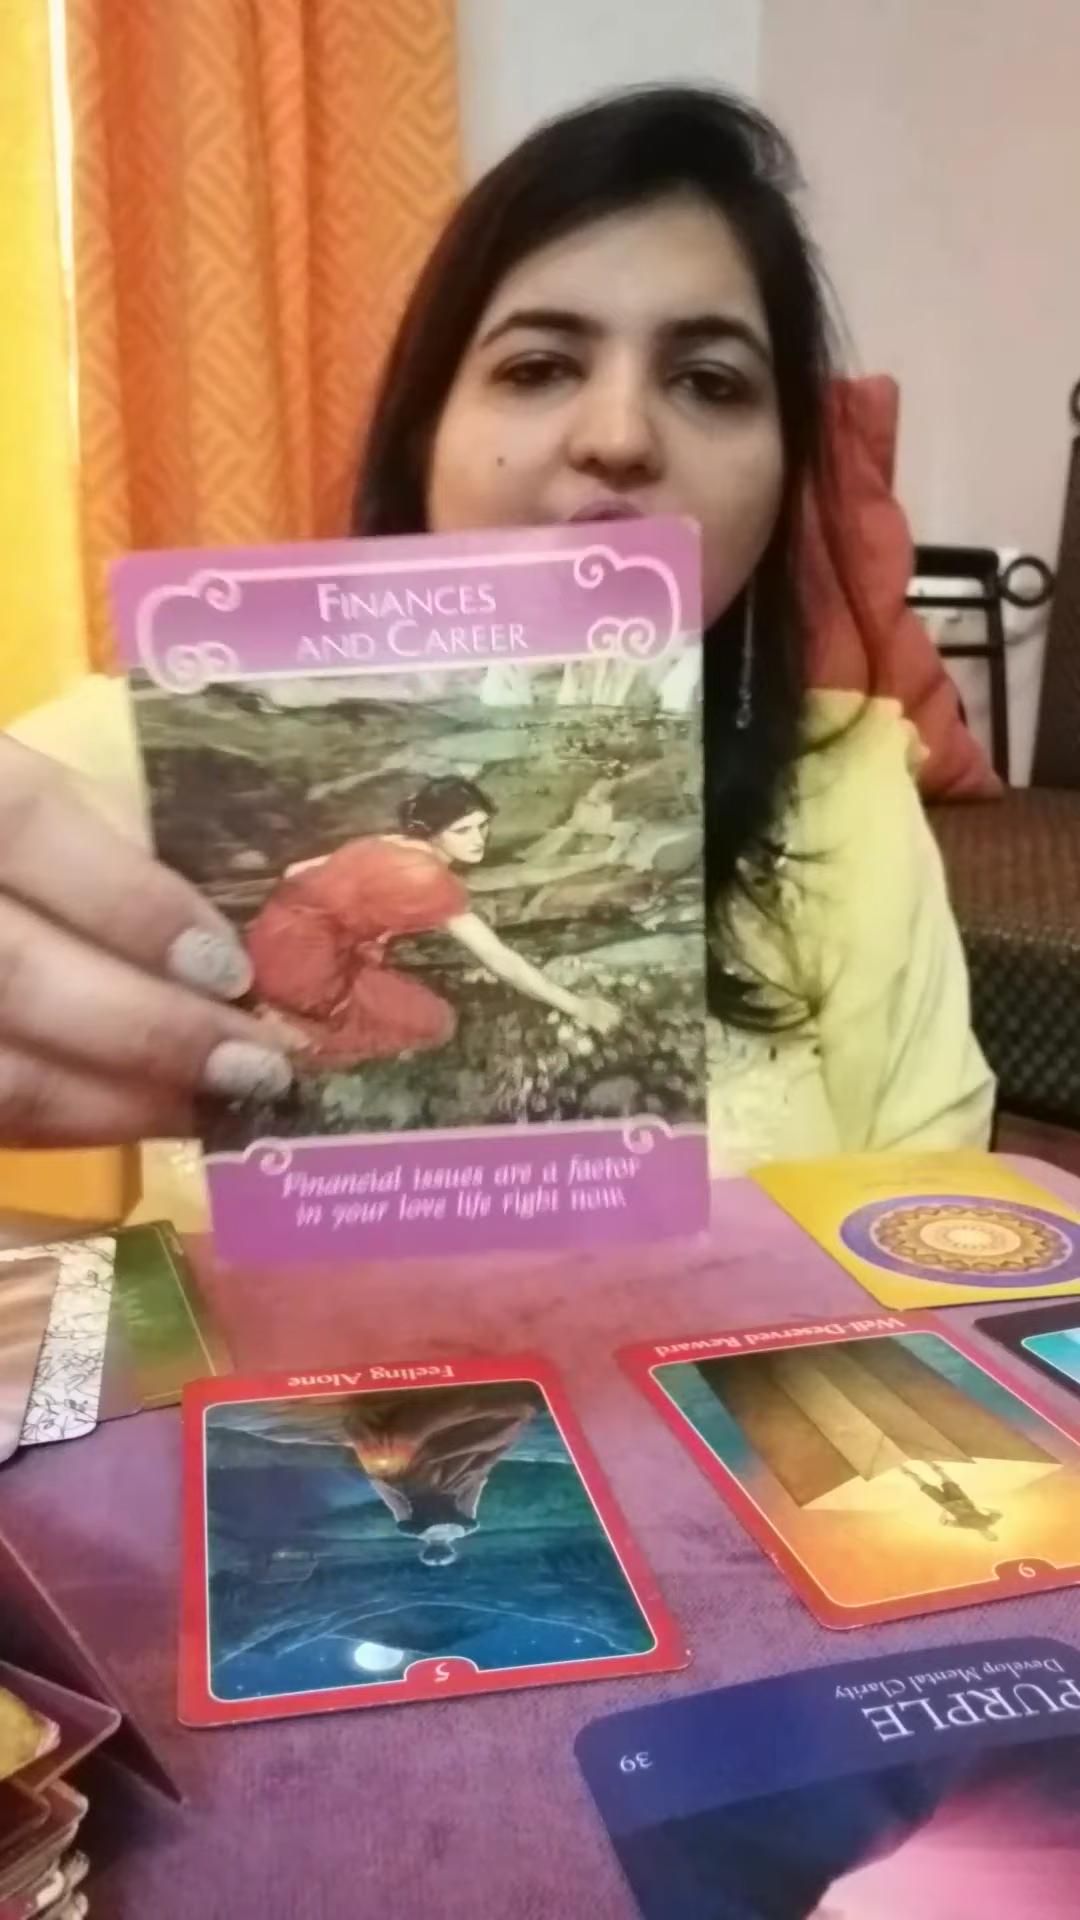 FINANCES
AND CAREER
Financial issues are a factor
in your love life right now.
Feeling Alone
5
Well-Deserved Reward
9
Develop Mental Clarity
PURPLE
39